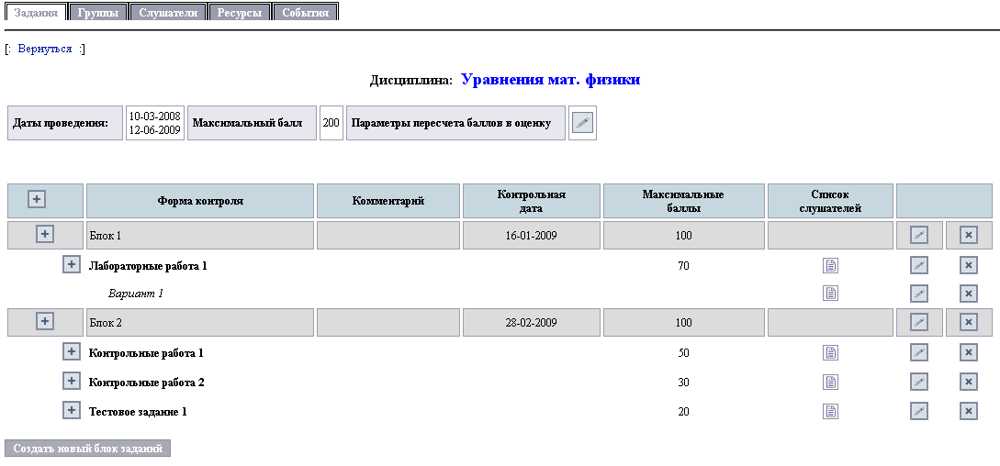 Задания Группы Слушатели Ресурсы События
[: Вернуться :]
Дисциплина: Уравнения мат. физики
Даты проведения: 10-03-2008 12-06-2009 Максимальный балл 200 Параметры пересчета баллов в оценку
Форма контроля Комментарий Контрольная дата Максимальные баллы Список слушателей
Блок 1 16-01-2009 100
Лабораторные работа 1 70
Вариант 1
Блок 2 28-02-2009 100
Контрольные работа 1 50
Контрольные работа 2 30
Тестовое задание 1 20
Создать новый блок заданий